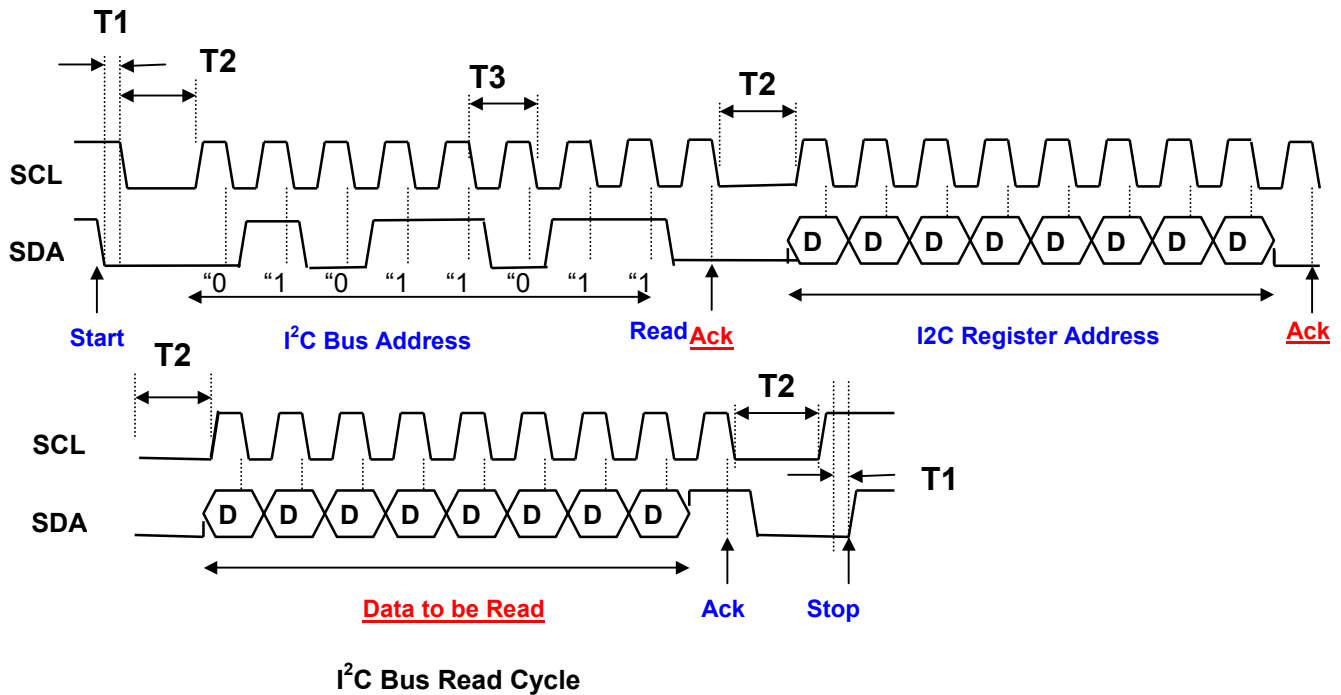 T1
T2
T3
T2
SCL
SDA
D D D D D D D D
“0 “1 “0 “1 “1 “0 “1 “1
Start
I²C Bus Address
Read Ack
I2C Register Address
Ack
T2
T2
SCL
T1
SDA
D D D D D D D D
Data to be Read
Ack
Stop
I²C Bus Read Cycle